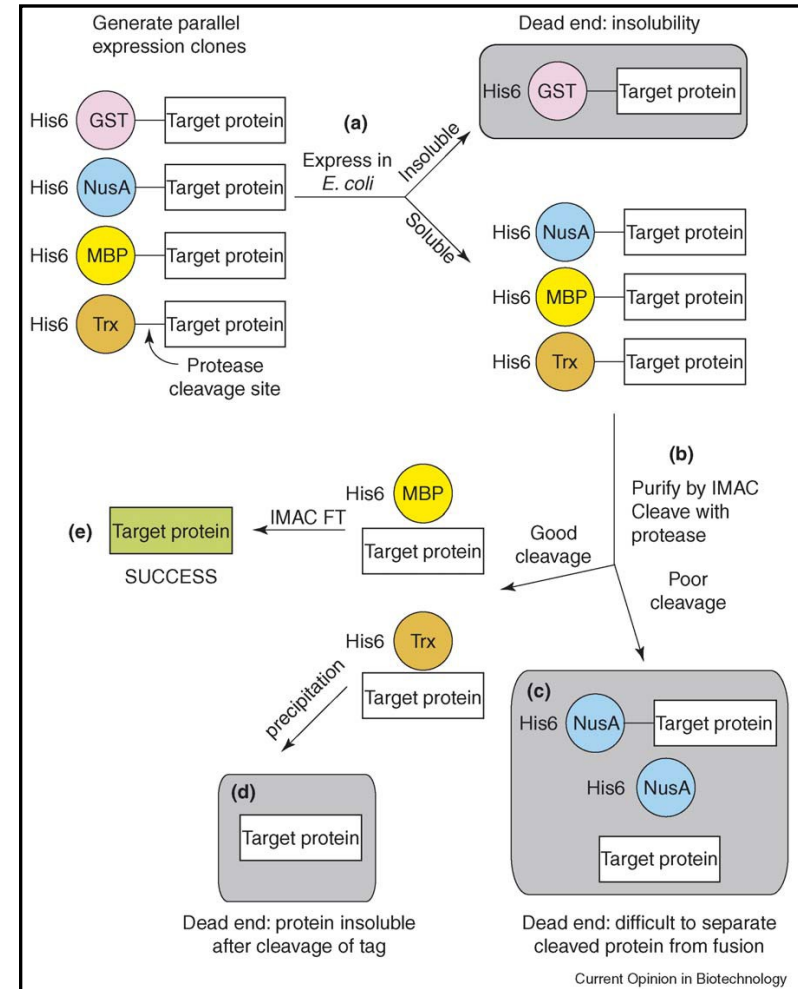 Generate parallel
expression clones
His6 GST Target protein
His6 NusA Target protein
His6 MBP Target protein
His6 Trx Target protein
Protease
cleavage site
(a)
Express in
E. coli
Insoluble
Soluble
Dead end: insolubility
His6 GST Target protein
His6 NusA Target protein
His6 MBP Target protein
His6 Trx Target protein
(b)
Purify by IMAC
Cleave with
protease
Good
cleavage
Poor
cleavage
His6 MBP
Target protein
IMAC FT
(e) Target protein
SUCCESS
His6 Trx
Target protein
precipitation
(d)
Target protein
Dead end: protein insoluble
after cleavage of tag
(c)
His6 NusA Target protein
His6 NusA
Target protein
Dead end: difficult to separate
cleaved protein from fusion
Current Opinion in Biotechnology